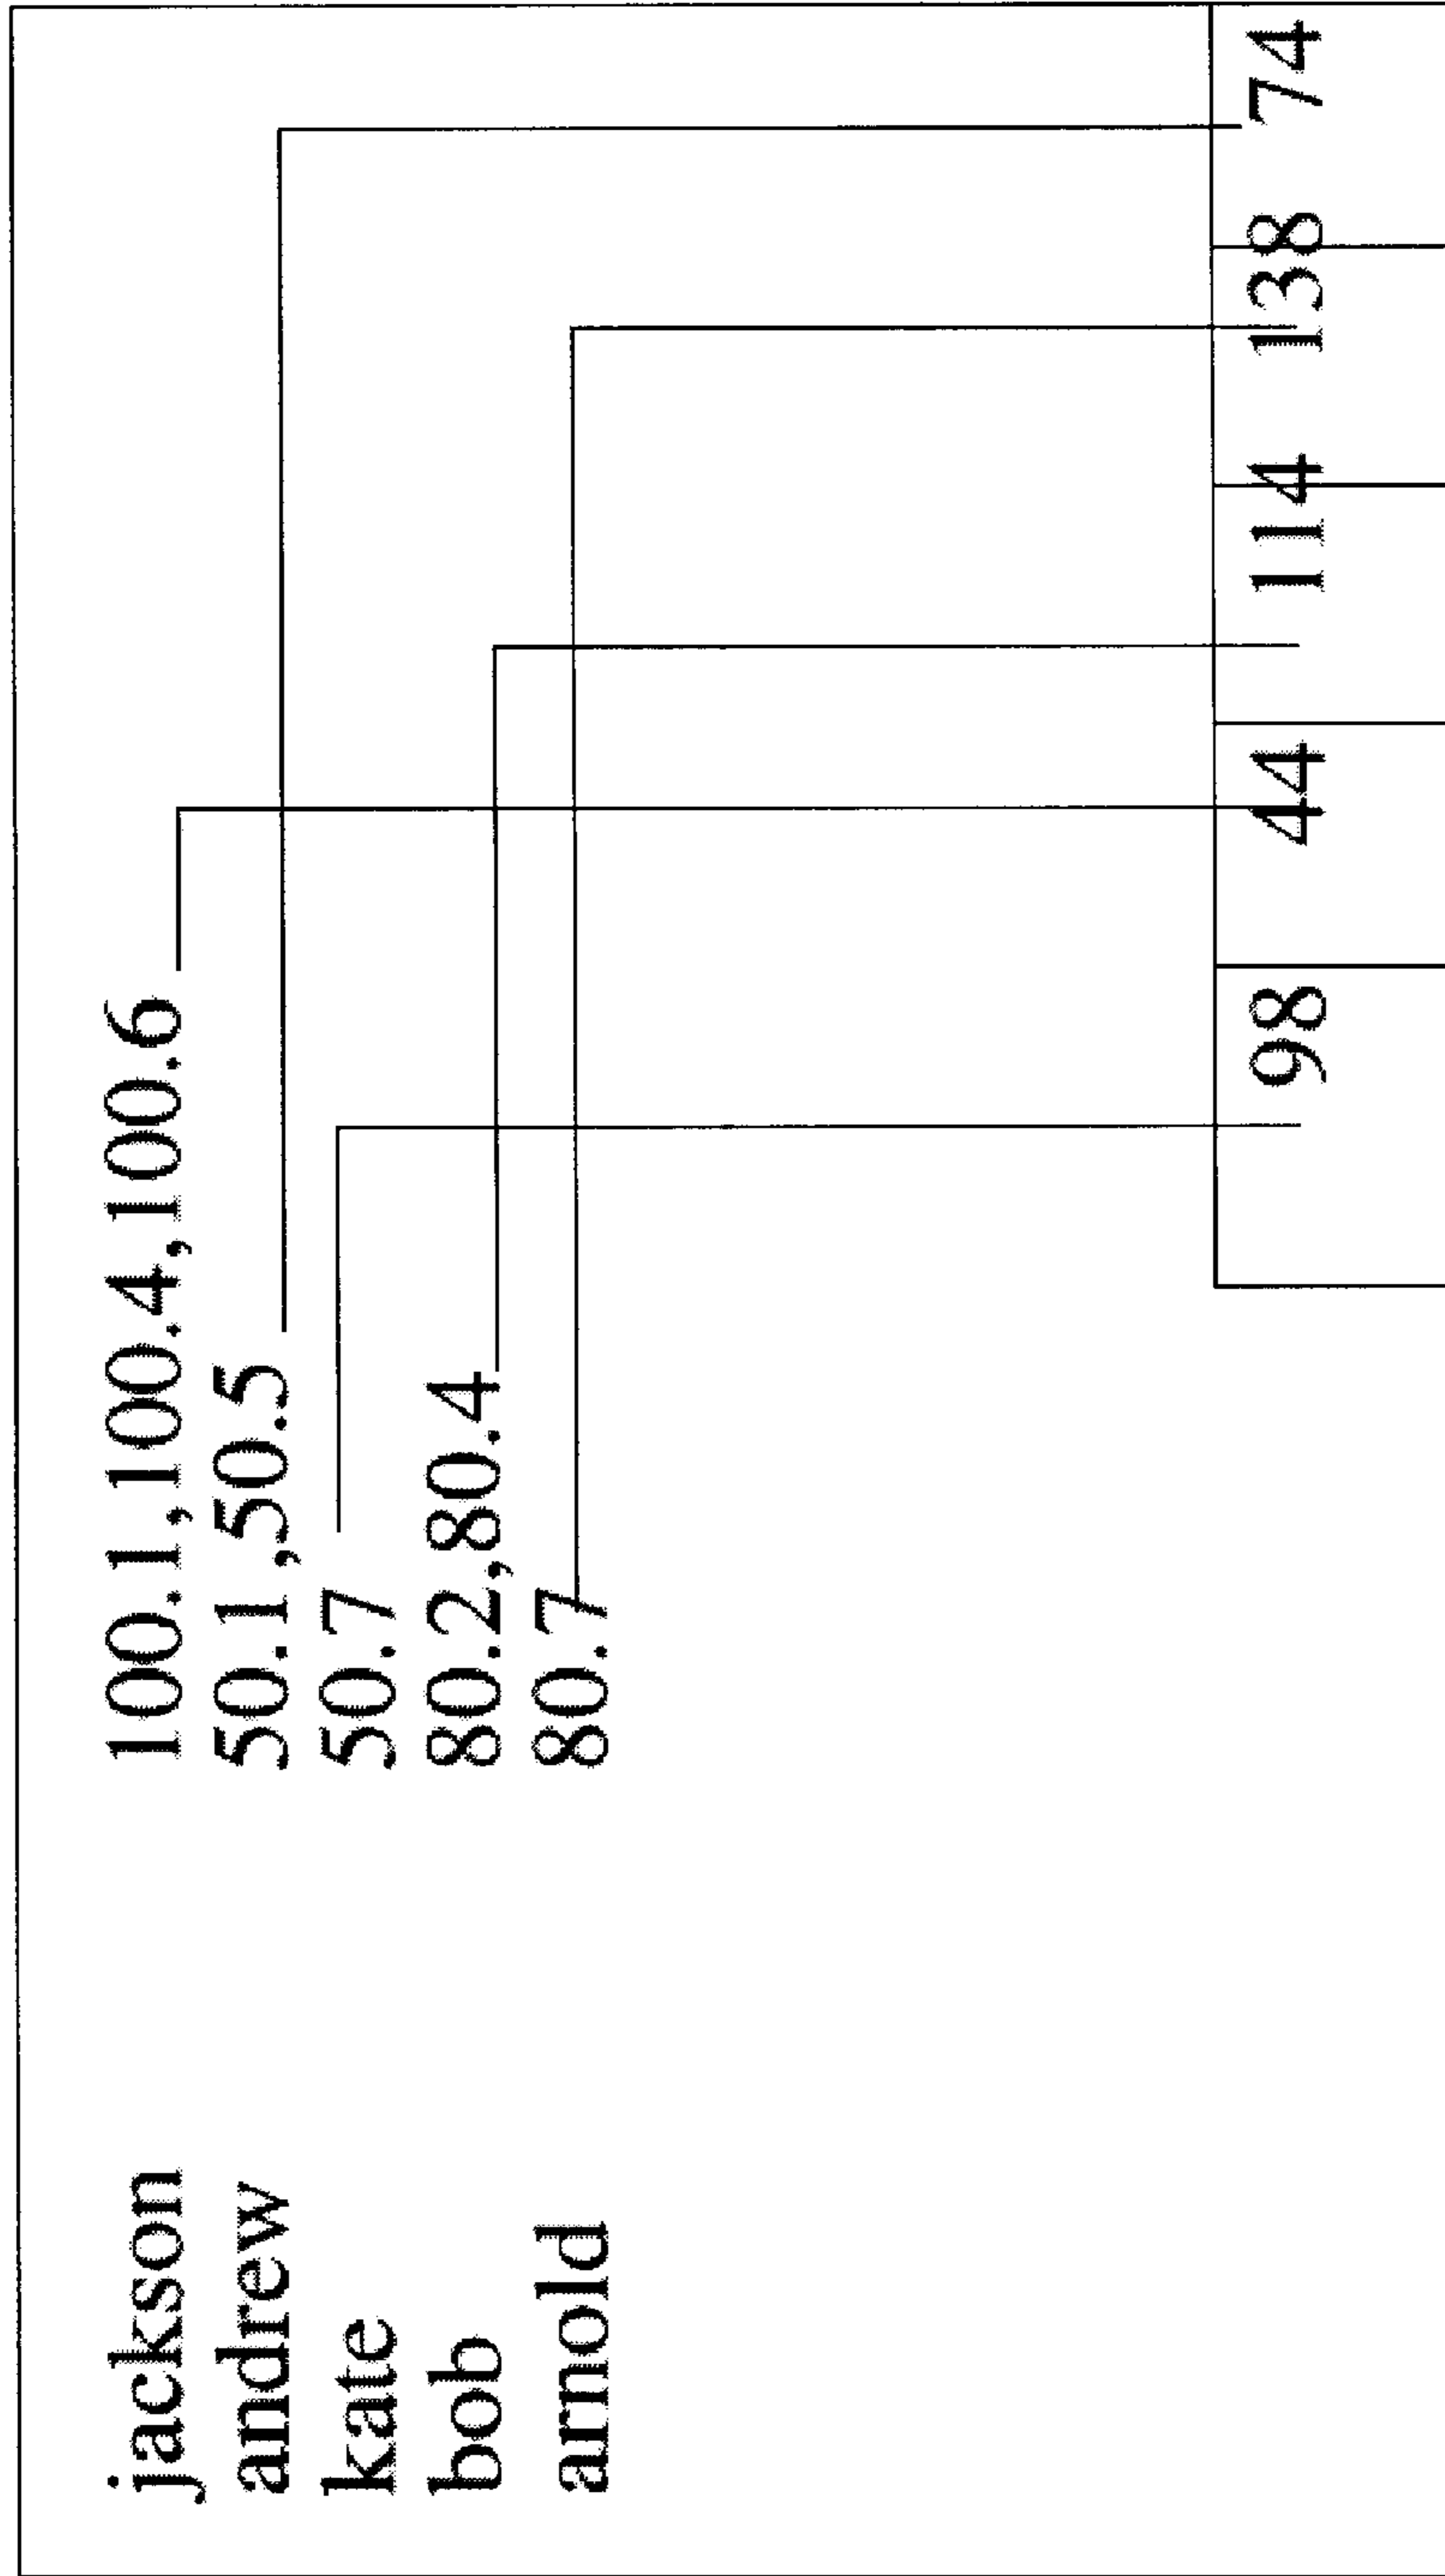 jackson 100.1,100.4,100.6
andrew 50.1,50.5
kate 50.7
bob 80.2,80.4
arnold 80.7
98 44 114 138 74